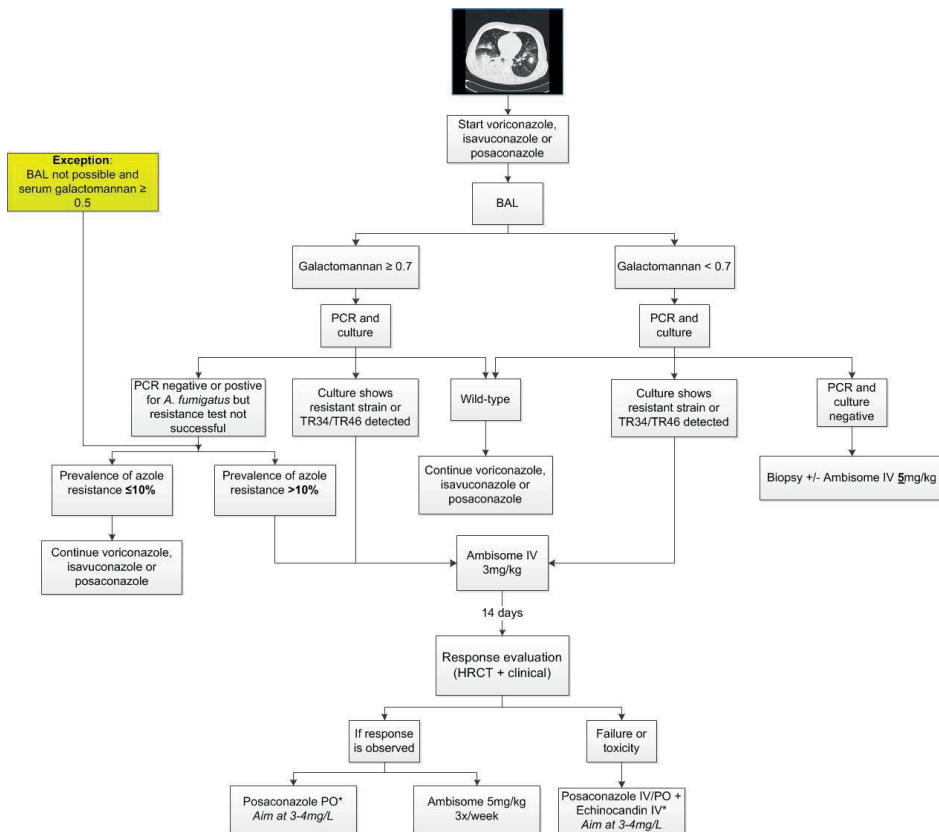 Start voriconazole,
isavuconazole or
posaconazole
Exception:
BAL not possible and
serum galactomannan ≥
0.5
BAL
Galactomannan ≥ 0.7
Galactomannan < 0.7
PCR and
culture
PCR and
culture
PCR negative or postive
for A. fumigatus but
resistance test not
successful
Culture shows
resistant strain or
TR34/TR46 detected
Wild-type
Culture shows
resistant strain or
TR34/TR46 detected
PCR and
culture
negative
Prevalence of azole
resistance ≤10%
Prevalence of azole
resistance >10%
Continue voriconazole,
isavuconazole or
posaconazole
Biopsy +/- Ambisome IV 5mg/kg
Continue voriconazole,
isavuconazole or
posaconazole
Ambisome IV
3mg/kg
14 days
Response evaluation
(HRCT + clinical)
If response
is observed
Failure or
toxicity
Posaconazole PO*
Aim at 3-4mg/L
Ambisome 5mg/kg
3x/week
Posaconazole IV/PO +
Echinocandin IV*
Aim at 3-4mg/L